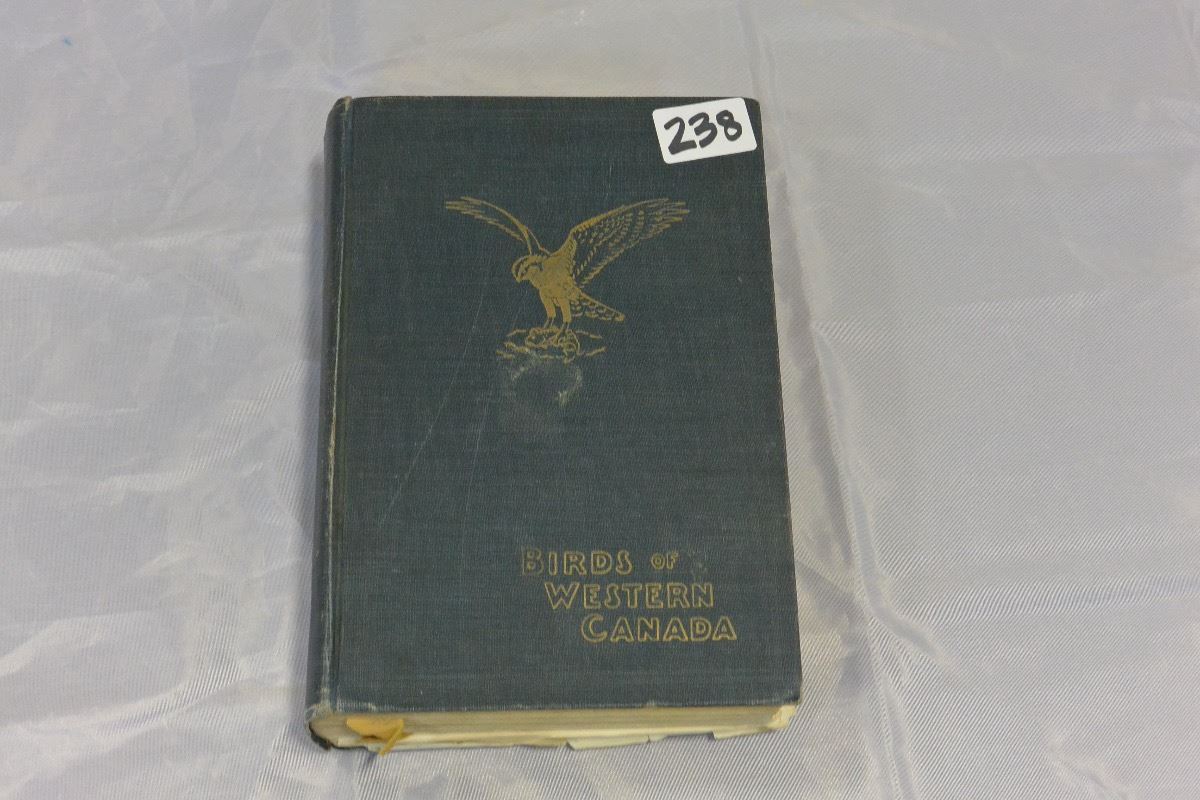 238
BIRDS OF
WESTERN
CANADA